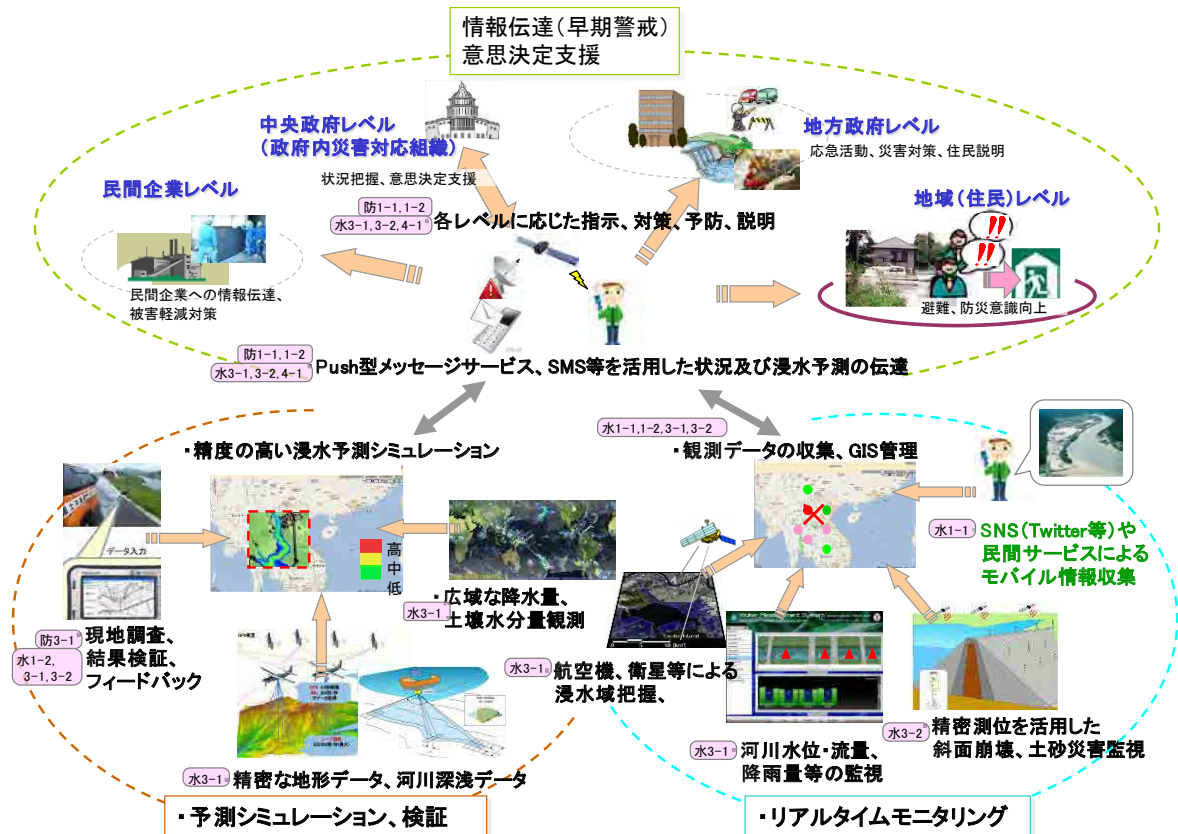 情報伝達(早期警戒)
意思決定支援
中央政府レベル
(政府内災害対応組織)
状況把握、意思決定支援
地方政府レベル
応急活動、災害対策、住民説明
民間企業レベル
民間企業への情報伝達、
被害軽減対策
地域(住民)レベル
!!
!!
避難、防災意識向上
防1-1,1-2
水3-1,3-2,4-1
各レベルに応じた指示、対策、予防、説明
防1-1,1-2
水3-1,3-2,4-1
Push型メッセージサービス、SMS等を活用した状況及び浸水予測の伝達
・精度の高い浸水予測シミュレーション
データ入力
高
中
低
水3-1
・広域な降水量、
土壌水分量観測
防3-1
水1-2,
3-1,3-2
現地調査、
結果検証、
フィードバック
水3-1
精密な地形データ、河川深浅データ
・予測シミュレーション、検証
水1-1,1-2,3-1,3-2
・観測データの収集、GIS管理
水1-1
SNS(Twitter等)や
民間サービスによる
モバイル情報収集
水3-1
航空機、衛星等による
浸水域把握、
水3-1
河川水位・流量、
降雨量等の監視
水3-2
精密測位を活用した
斜面崩壊、土砂災害監視
・リアルタイムモニタリング